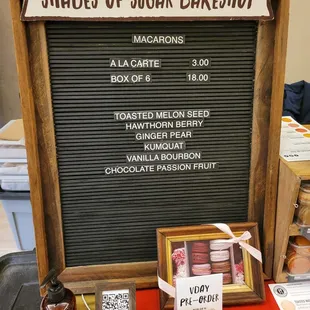 SHADES OF SUGAR BAKESHOP
MACARONS
A LA CARTE 3.00
BOX OF 6 18.00
TOASTED MELON SEED
HAWTHORN BERRY
GINGER PEAR
KUMQUAT
VANILLA BOURBON
CHOCOLATE PASSION FRUIT
VDAY
PRE-ORDER